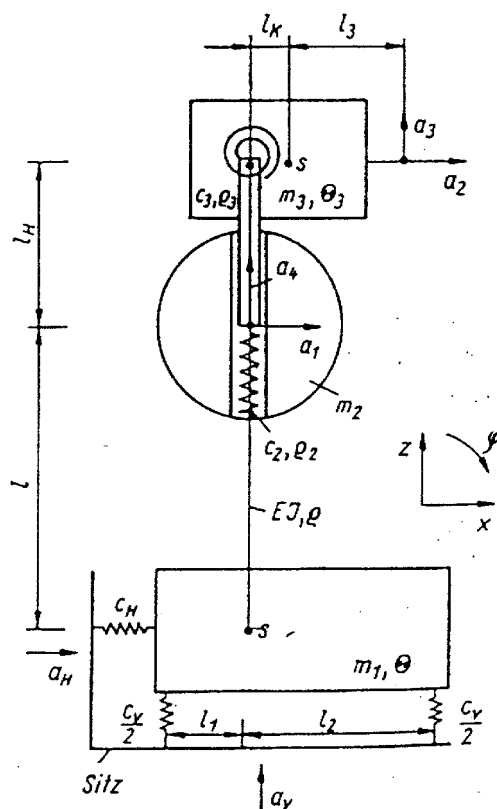 l_K
l_3
a_3
s
a_2
c_3, ϱ_3
m_3, Θ_3
l_H
a_4
a_1
m_2
c_2, ϱ_2
l
z
φ
x
EJ, ϱ
c_H
s
a_H
m_1, Θ
c_V/2
l_1
l_2
c_V/2
Sitz
a_V